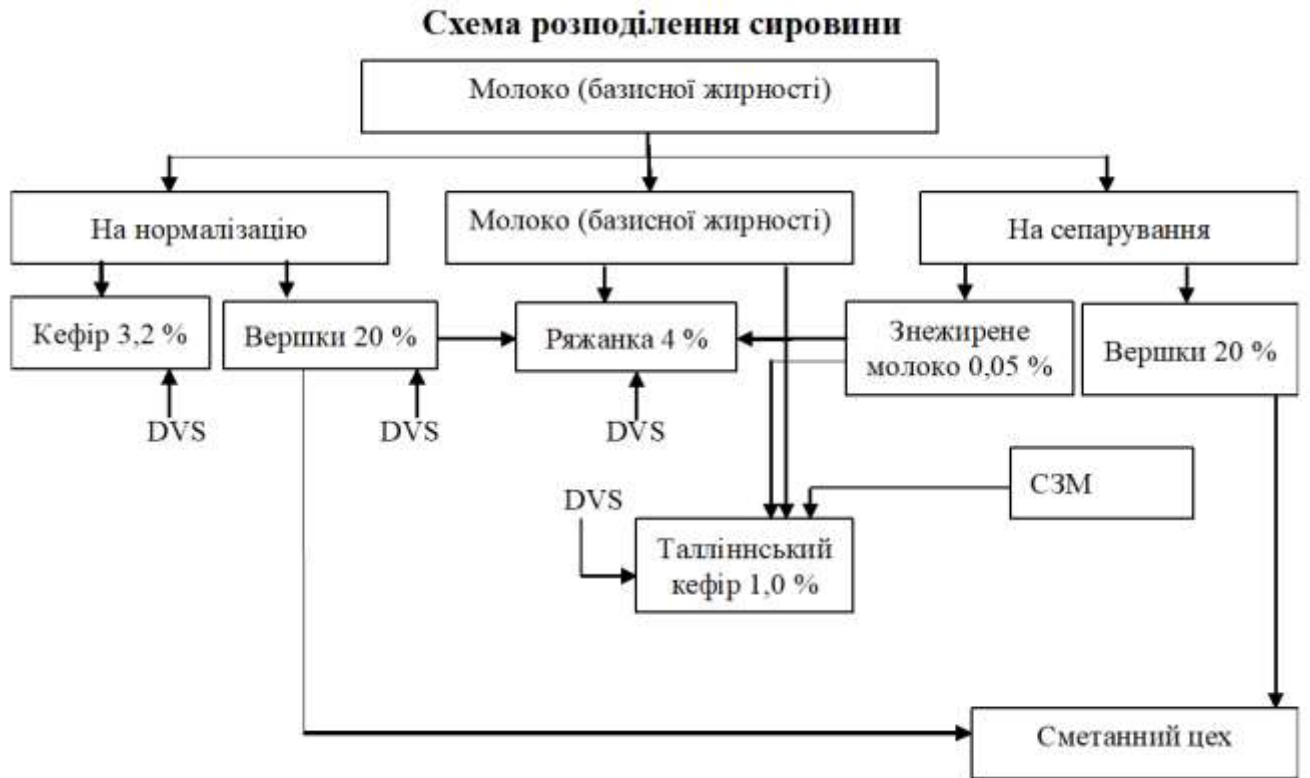 Схема розподілення сировини
Молоко (базисної жирності)
На нормалізацію
Молоко (базисної жирності)
На сепарування
Кефір 3,2 %
Вершки 20 %
Ряжанка 4 %
Знежирене
молоко 0,05 %
Вершки 20 %
DVS
DVS
DVS
СЗМ
DVS
Талліннський
кефір 1,0 %
Сметанний цех